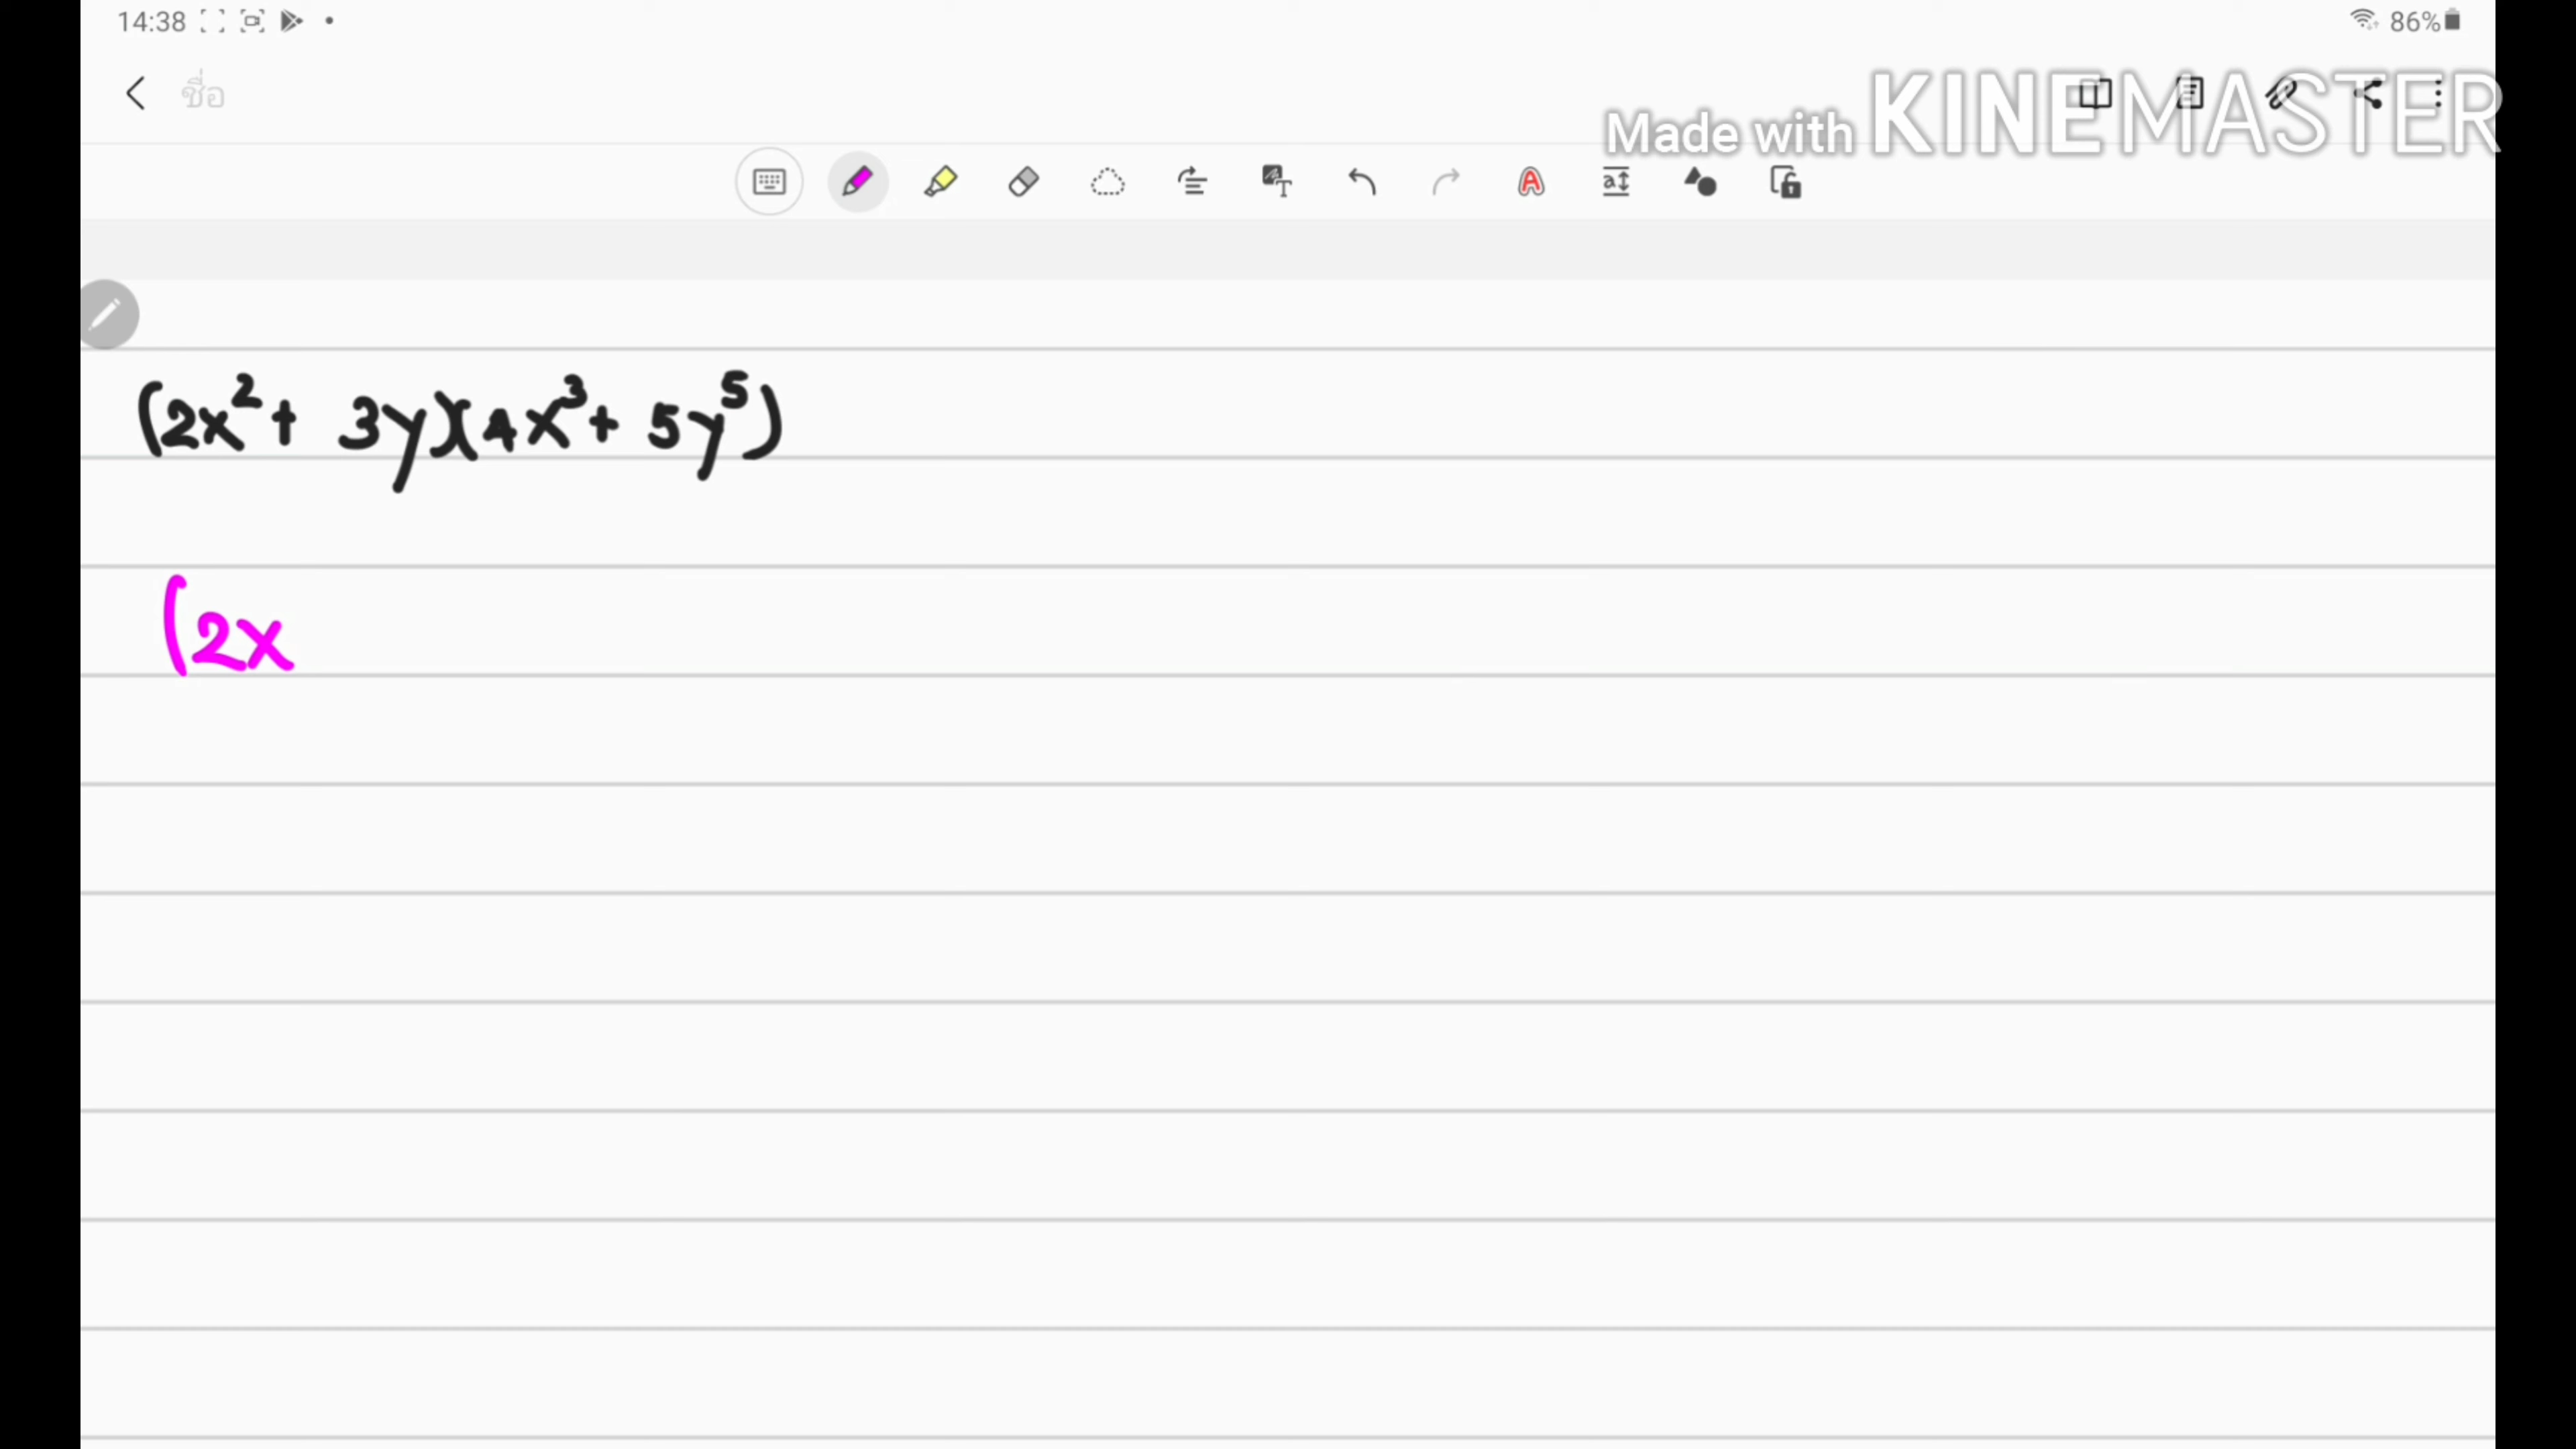 14:38 86%
ชื่อ
Made with KINEMASTER
(2x²+ 3y)(4x³+ 5y⁵)
(2x